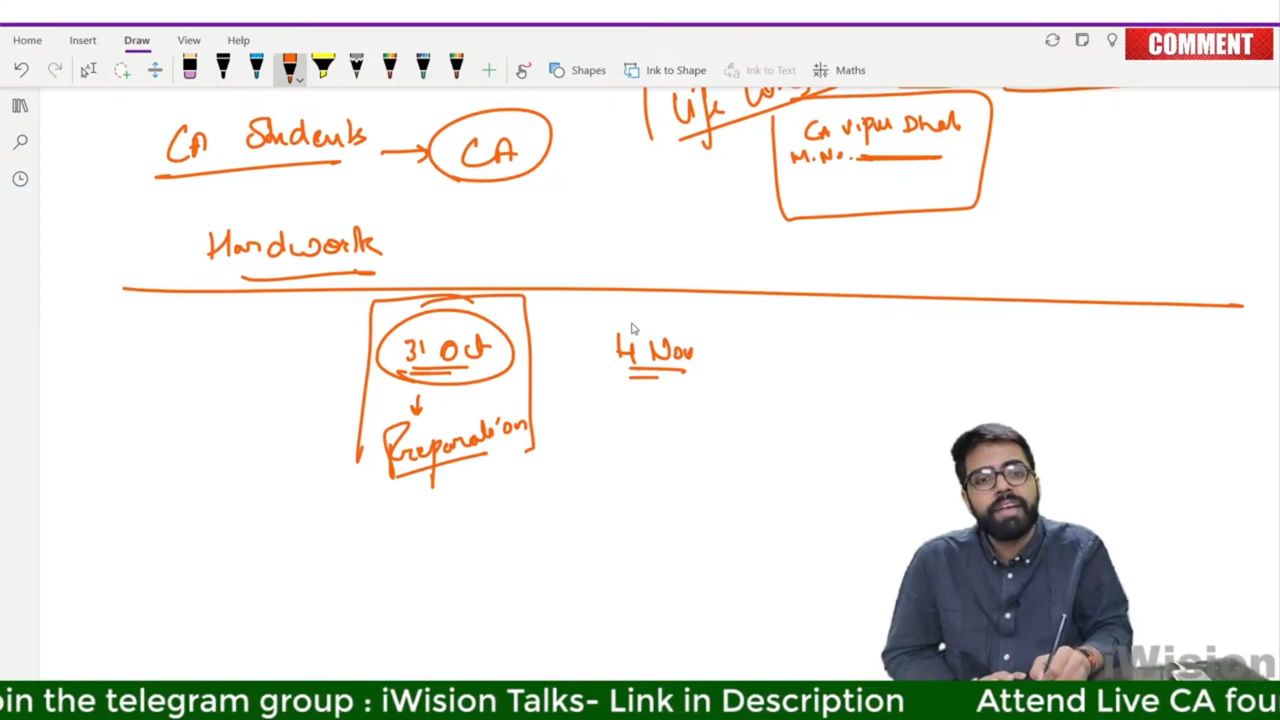 Home Insert Draw View Help
COMMENT
Shapes Ink to Shape Ink to Text Maths
Life
CA Students → CA
CA Vipul Dhal
M.No.
Hardwork
31 Oct
4 Nov
Preparation
iWision
oin the telegram group : iWision Talks- Link in Description Attend Live CA fou